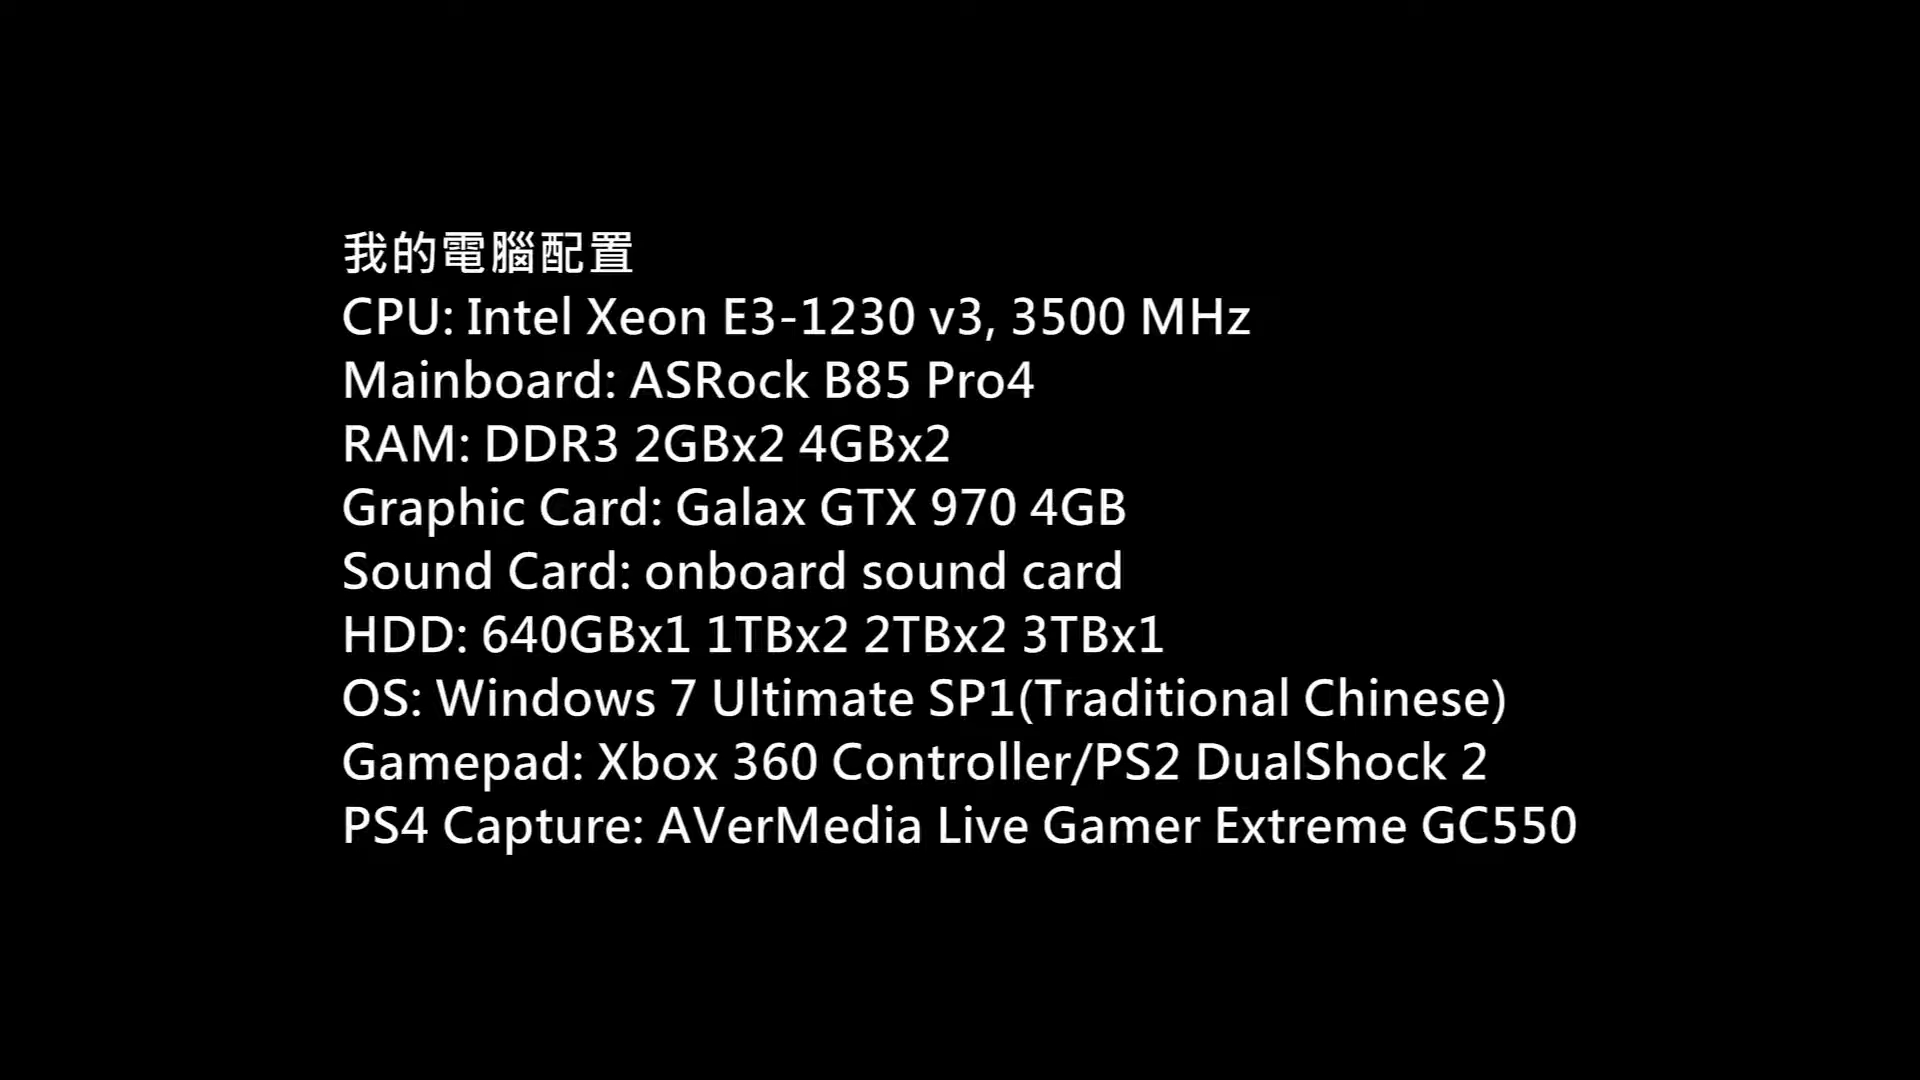 我的電腦配置
CPU: Intel Xeon E3-1230 v3, 3500 MHz
Mainboard: ASRock B85 Pro4
RAM: DDR3 2GBx2 4GBx2
Graphic Card: Galax GTX 970 4GB
Sound Card: onboard sound card
HDD: 640GBx1 1TBx2 2TBx2 3TBx1
OS: Windows 7 Ultimate SP1(Traditional Chinese)
Gamepad: Xbox 360 Controller/PS2 DualShock 2
PS4 Capture: AVerMedia Live Gamer Extreme GC550